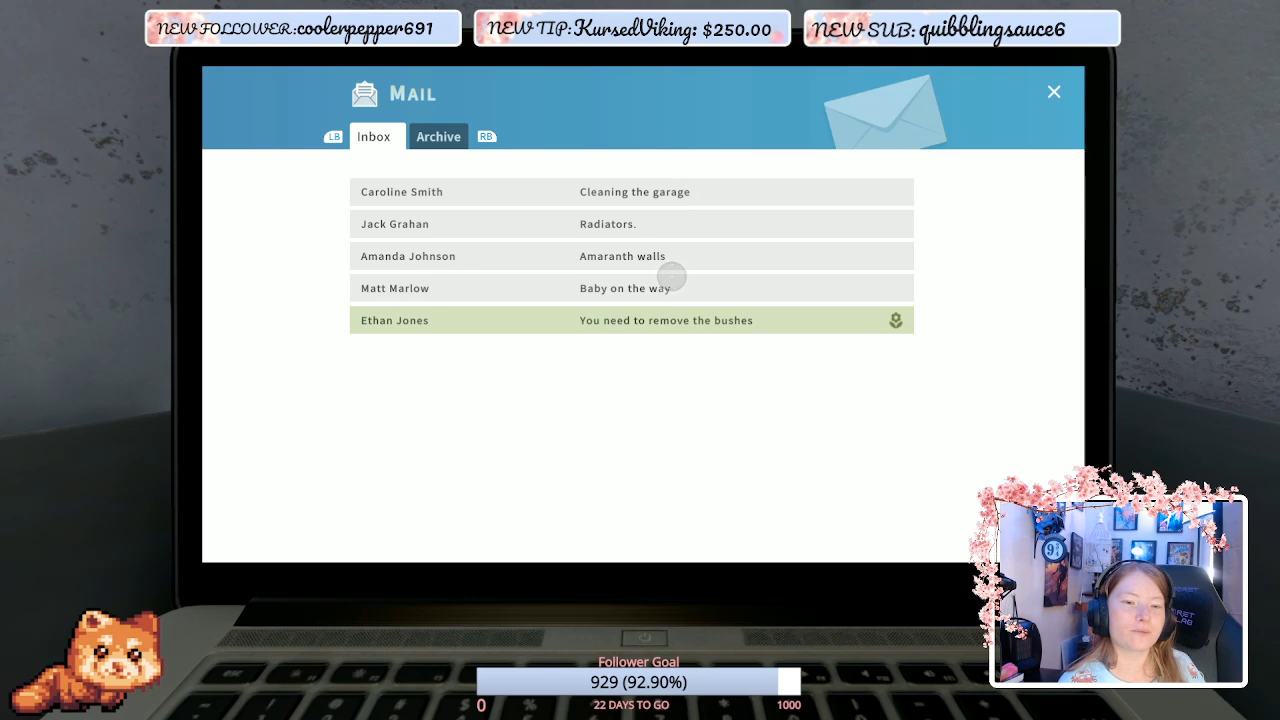 NEW FOLLOWER: coolerpepper691
NEW TIP: KursedViking: $250.00
NEW SUB: quibblingsauce6
MAIL
LB Inbox Archive RB
Caroline Smith Cleaning the garage
Jack Grahan Radiators.
Amanda Johnson Amaranth walls
Matt Marlow Baby on the way
Ethan Jones You need to remove the bushes
Follower Goal
929 (92.90%)
0 22 DAYS TO GO 1000
9¾